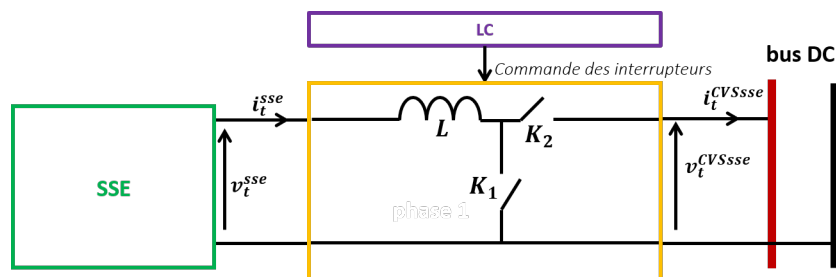 LC
Commande des interrupteurs
bus DC
i_t^{sse}
i_t^{CVSsse}
L
K_2
SSE
v_t^{sse}
K_1
v_t^{CVSsse}
phase 1